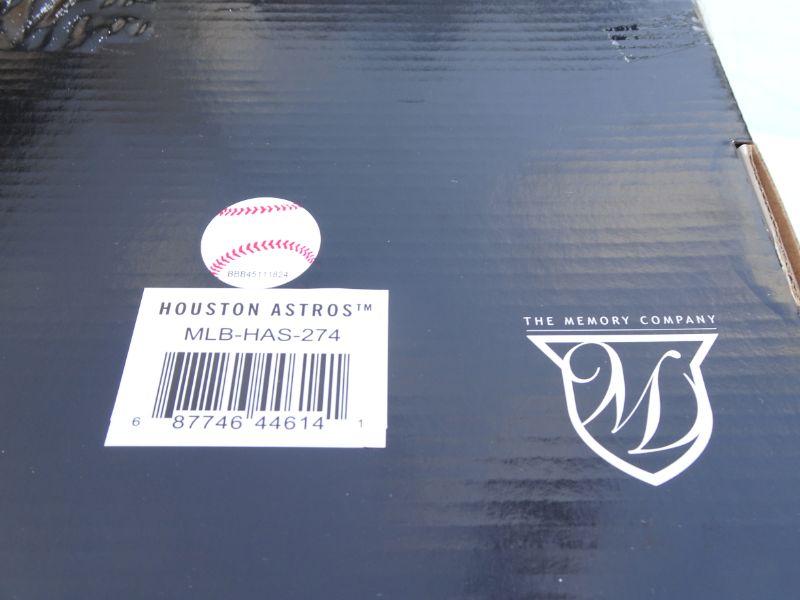 BBB45111824
HOUSTON ASTROS™
MLB-HAS-274
6 87746 44614 1
THE MEMORY COMPANY
M